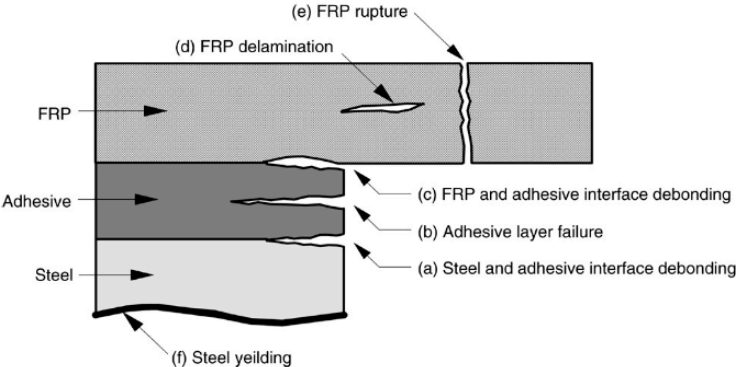 (e) FRP rupture
(d) FRP delamination
FRP
(c) FRP and adhesive interface debonding
Adhesive
(b) Adhesive layer failure
(a) Steel and adhesive interface debonding
Steel
(f) Steel yeilding